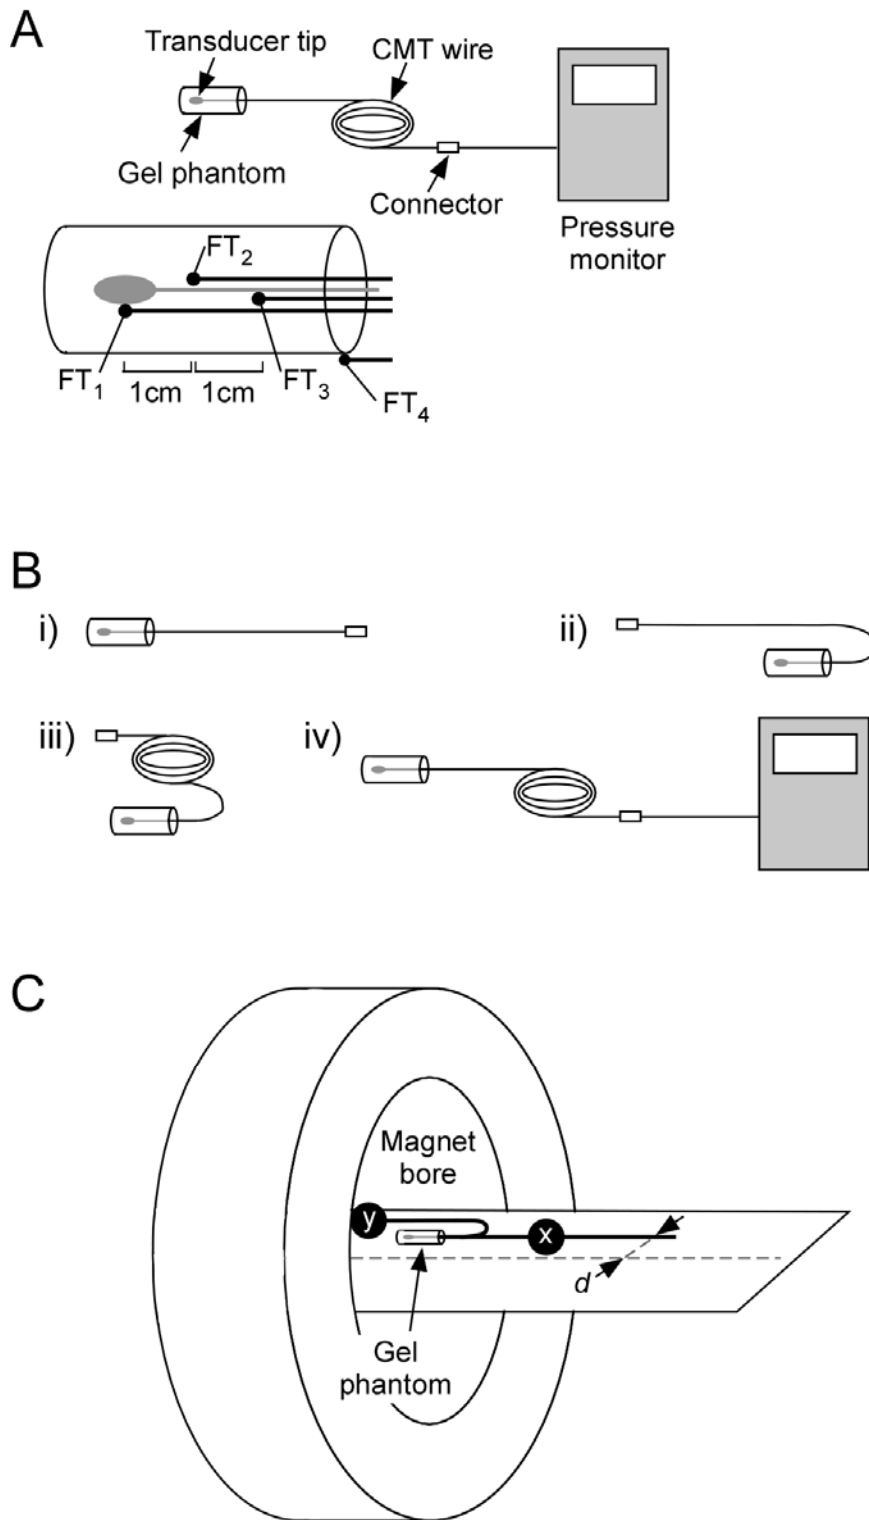 A
Transducer tip
CMT wire
Gel phantom
Connector
Pressure
monitor
FT2
FT1
1cm
1cm
FT3
FT4
B
i)
ii)
iii)
iv)
C
Magnet
bore
y
x
d
Gel
phantom